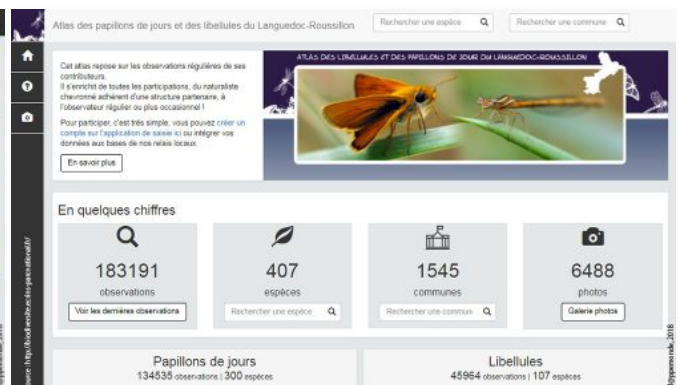 Atlas des papillons de jours et des libellules du Languedoc-Roussillon
Rechercher une espèce
Rechercher une commune
Cet atlas repose sur les observations régulières de ses
contributeurs.
Il s'enrichit de toutes les participations, du naturaliste
chevronné adhérent d'une structure partenaire, à
l'observateur régulier ou plus occasionnel !
Pour participer, c'est très simple, vous pouvez créer un
compte sur l'application de saisie ici ou intégrer vos
données aux bases de nos relais locaux.
En savoir plus
ATLAS DES LIBELLULES ET DES PAPILLONS DE JOUR DU LANGUEDOC-ROUSSILLON
En quelques chiffres
183191
observations
Voir les dernières observations
407
espèces
Rechercher une espèce
1545
communes
Rechercher une commun
6488
photos
Galerie photos
Papillons de jours
134535 observations | 300 espèces
Libellules
45964 observations | 107 espèces